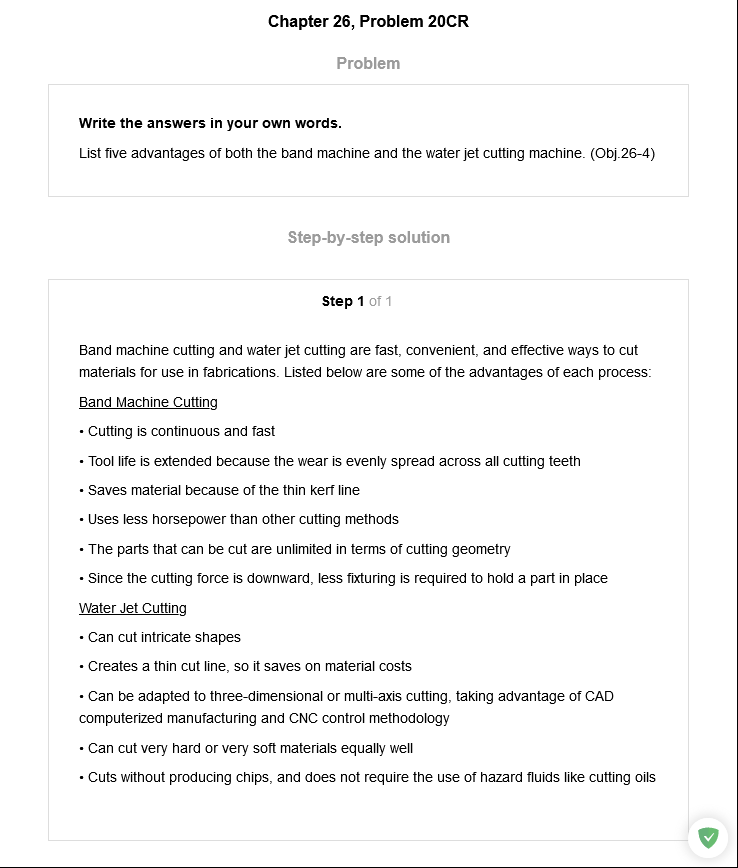 Chapter 26, Problem 20CR
Problem
Write the answers in your own words.
List five advantages of both the band machine and the water jet cutting machine. (Obj.26-4)
Step-by-step solution
Step 1 of 1
Band machine cutting and water jet cutting are fast, convenient, and effective ways to cut
materials for use in fabrications. Listed below are some of the advantages of each process:
Band Machine Cutting
• Cutting is continuous and fast
• Tool life is extended because the wear is evenly spread across all cutting teeth
• Saves material because of the thin kerf line
• Uses less horsepower than other cutting methods
• The parts that can be cut are unlimited in terms of cutting geometry
• Since the cutting force is downward, less fixturing is required to hold a part in place
Water Jet Cutting
• Can cut intricate shapes
• Creates a thin cut line, so it saves on material costs
• Can be adapted to three-dimensional or multi-axis cutting, taking advantage of CAD
computerized manufacturing and CNC control methodology
• Can cut very hard or very soft materials equally well
• Cuts without producing chips, and does not require the use of hazard fluids like cutting oils